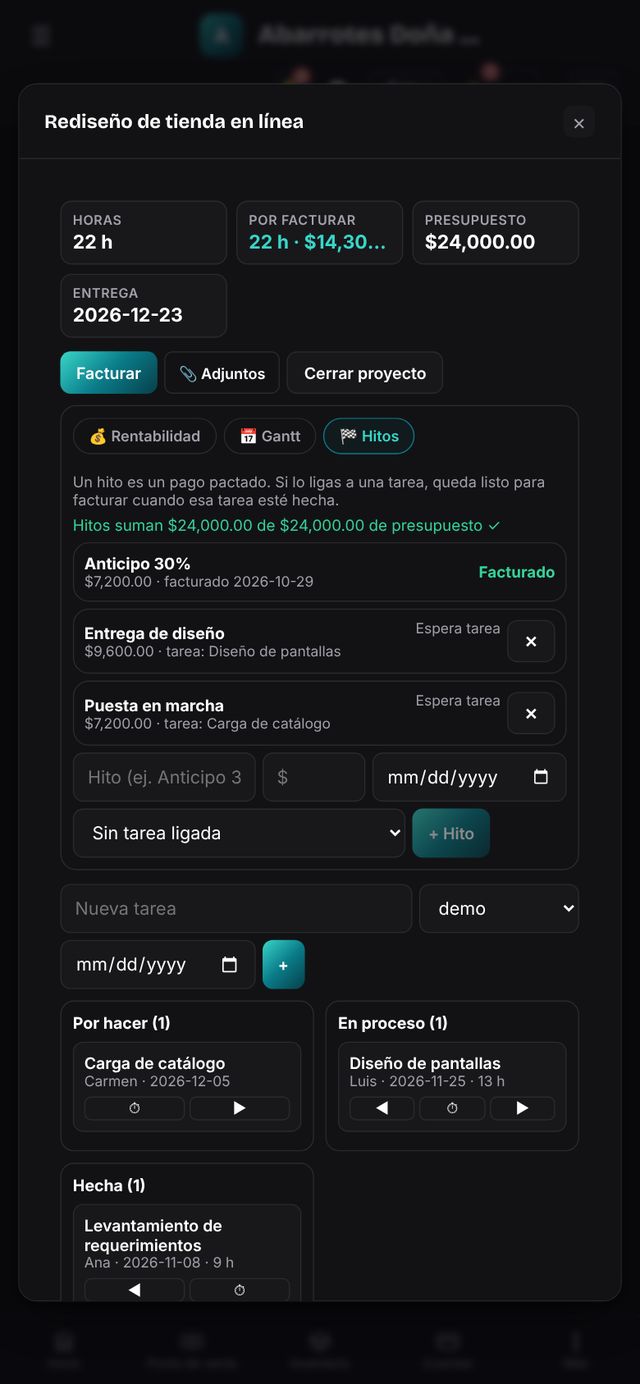 Abarrotes Doña ...
Rediseño de tienda en línea
×
HORAS
22 h
POR FACTURAR
22 h · $14,30...
PRESUPUESTO
$24,000.00
ENTREGA
2026-12-23
Facturar
📎 Adjuntos
Cerrar proyecto
💰 Rentabilidad
📅 Gantt
🏁 Hitos
Un hito es un pago pactado. Si lo ligas a una tarea, queda listo para
facturar cuando esa tarea esté hecha.
Hitos suman $24,000.00 de $24,000.00 de presupuesto ✓
Anticipo 30%
$7,200.00 · facturado 2026-10-29
Facturado
Entrega de diseño
$9,600.00 · tarea: Diseño de pantallas
Espera tarea
✕
Puesta en marcha
$7,200.00 · tarea: Carga de catálogo
Espera tarea
✕
Hito (ej. Anticipo 3
$
mm/dd/yyyy
Sin tarea ligada
+ Hito
Nueva tarea
demo
mm/dd/yyyy
+
Por hacer (1)
Carga de catálogo
Carmen · 2026-12-05
⏱ ▶
En proceso (1)
Diseño de pantallas
Luis · 2026-11-25 · 13 h
◀ ⏱ ▶
Hecha (1)
Levantamiento de
requerimientos
Ana · 2026-11-08 · 9 h
◀ ⏱